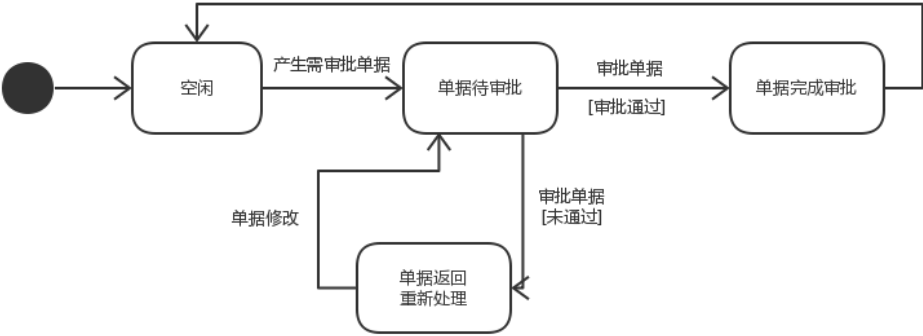 产生需审批单据
审批单据
空闲
单据待审批
单据完成审批
[审批通过]
审批单据
[未通过]
单据修改
单据返回
重新处理